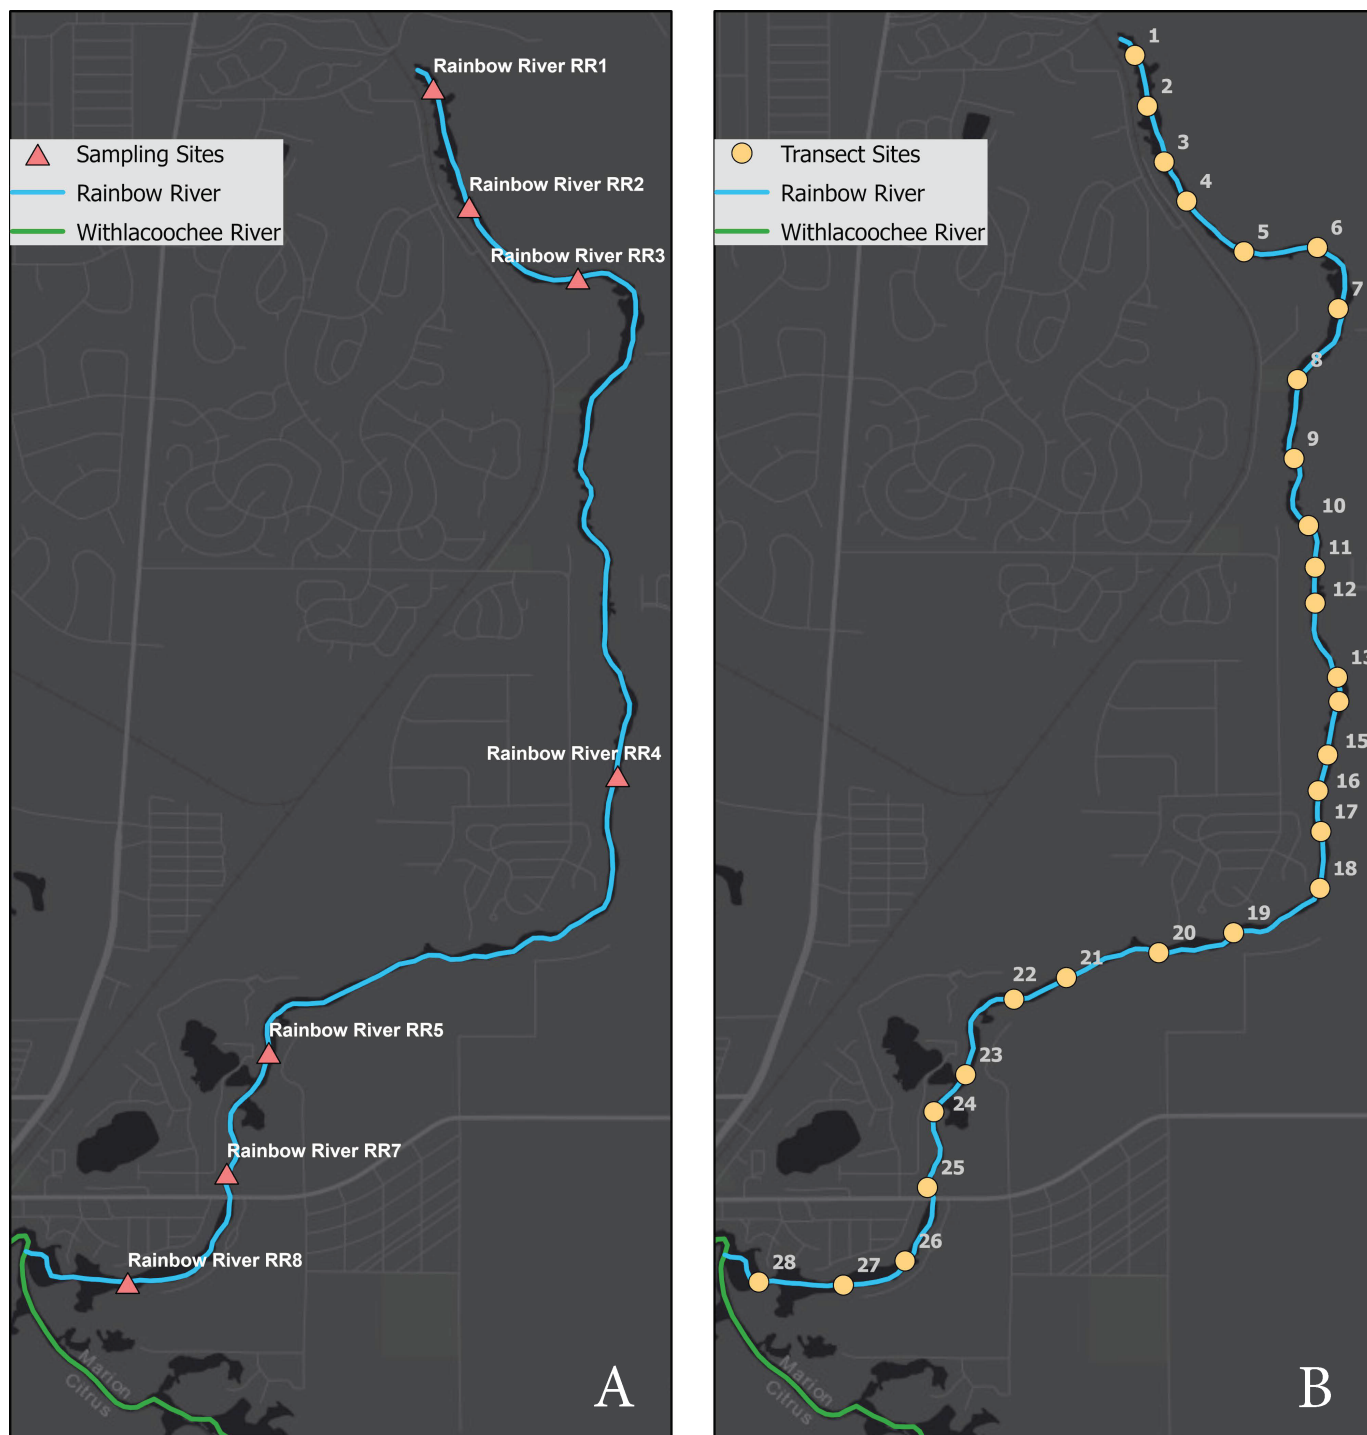 Rainbow River RR1
Sampling Sites
Rainbow River
Withlacoochee River
Rainbow River RR2
Rainbow River RR3
Rainbow River RR4
Rainbow River RR5
Rainbow River RR7
Rainbow River RR8
Marion
Citrus
A
1
2
3
4
Transect Sites
Rainbow River
Withlacoochee River
5
6
7
8
9
10
11
12
13
15
16
17
18
19
20
21
22
23
24
25
26
27
28
Marion
Citrus
B